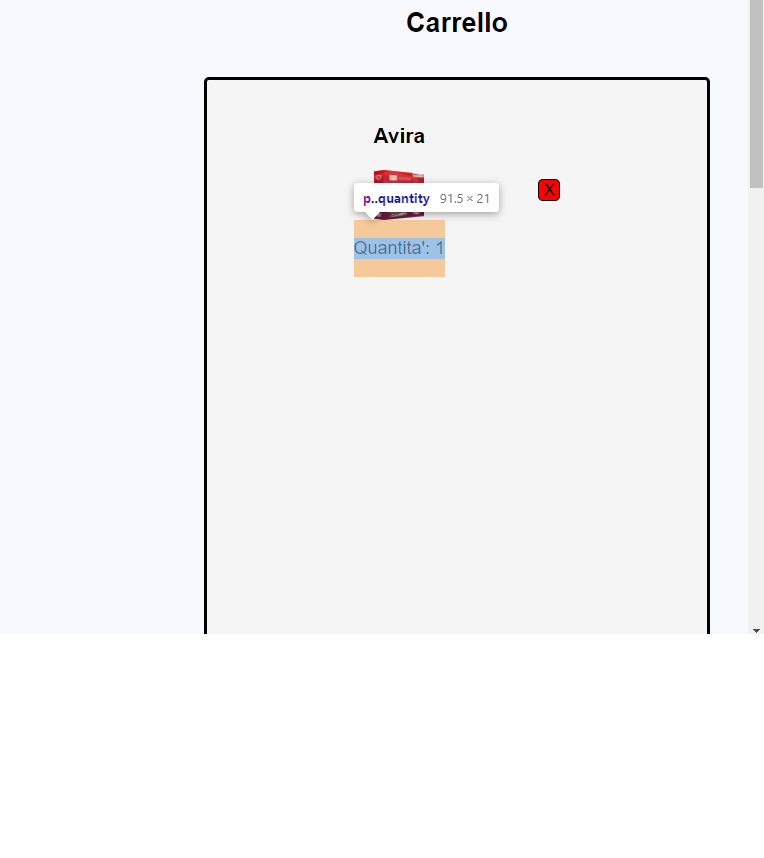 Carrello
Avira
X
p..quantity 91.5 × 21
Quantita': 1